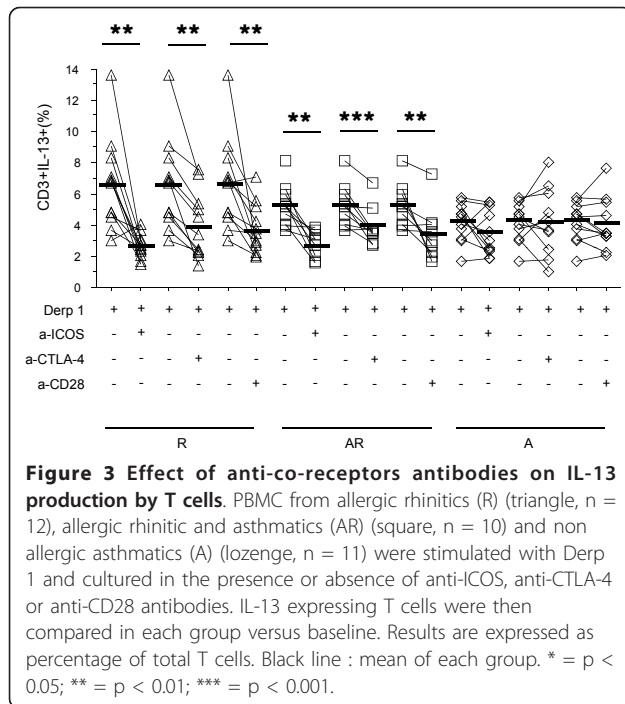 ** ** **
** *** **
14
12
10
8
6
4
2
0
CD3+IL-13+(%)
Derp 1 + + + + + + + + + + + + + + + + + +
a-ICOS - + - - - - - + - - - - - + - - - -
a-CTLA-4 - - - + - - - - - + - - - - - + - -
a-CD28 - - - - - + - - - - - + - - - - - +
R AR A
Figure 3 Effect of anti-co-receptors antibodies on IL-13
production by T cells. PBMC from allergic rhinitics (R) (triangle, n =
12), allergic rhinitic and asthmatics (AR) (square, n = 10) and non
allergic asthmatics (A) (lozenge, n = 11) were stimulated with Derp
1 and cultured in the presence or absence of anti-ICOS, anti-CTLA-4
or anti-CD28 antibodies. IL-13 expressing T cells were then
compared in each group versus baseline. Results are expressed as
percentage of total T cells. Black line : mean of each group. * = p <
0.05; ** = p < 0.01; *** = p < 0.001.